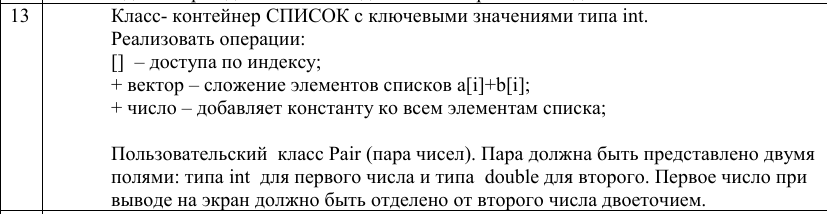 13 Класс- контейнер СПИСОК с ключевыми значениями типа int.
Реализовать операции:
[] – доступа по индексу;
+ вектор – сложение элементов списков a[i]+b[i];
+ число – добавляет константу ко всем элементам списка;
Пользовательский класс Pair (пара чисел). Пара должна быть представлено двумя
полями: типа int для первого числа и типа double для второго. Первое число при
выводе на экран должно быть отделено от второго числа двоеточием.